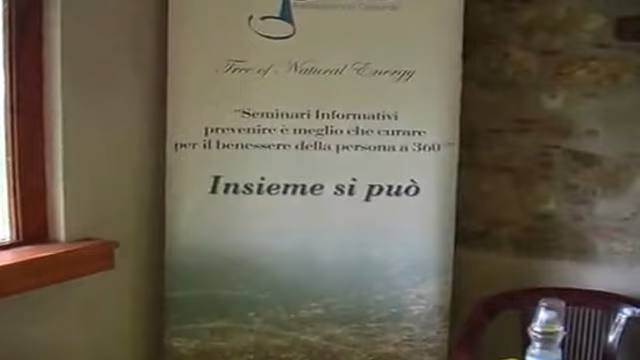 Tree of Natural Energy
"Seminari Informativi
prevenire è meglio che curare
per il benessere della persona a 360°"
Insieme si può